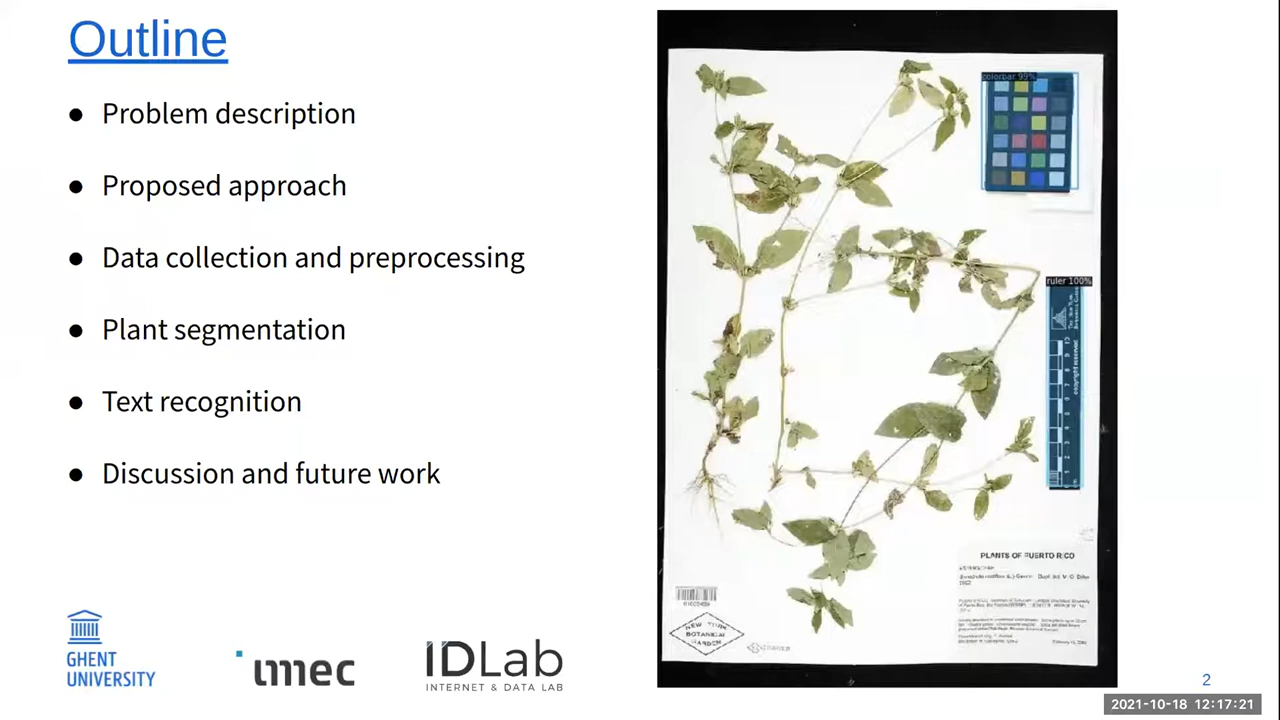 Outline
● Problem description
● Proposed approach
● Data collection and preprocessing
● Plant segmentation
● Text recognition
● Discussion and future work
GHENT
UNIVERSITY
imec
IDLab
INTERNET & DATA LAB
colorbar 99%
ruler 100%
copyright reserved
PLANTS OF PUERTO RICO
NEW YORK
BOTANICAL
GARDEN
2
2021-10-18 12:17:21